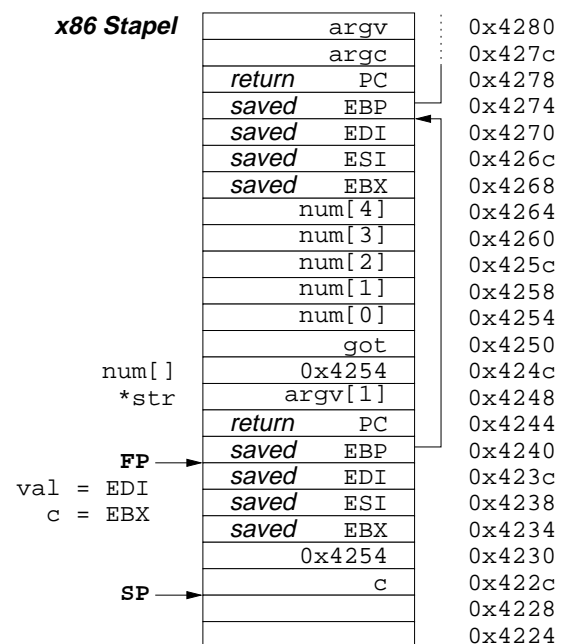 x86 Stapel argv 0x4280
argc 0x427c
return PC 0x4278
saved EBP 0x4274
saved EDI 0x4270
saved ESI 0x426c
saved EBX 0x4268
num[4] 0x4264
num[3] 0x4260
num[2] 0x425c
num[1] 0x4258
num[0] 0x4254
got 0x4250
num[] 0x4254 0x424c
*str argv[1] 0x4248
return PC 0x4244
saved EBP 0x4240
FP
saved EDI 0x423c
val = EDI
saved ESI 0x4238
c = EBX
saved EBX 0x4234
0x4254 0x4230
c 0x422c
SP
0x4228
0x4224